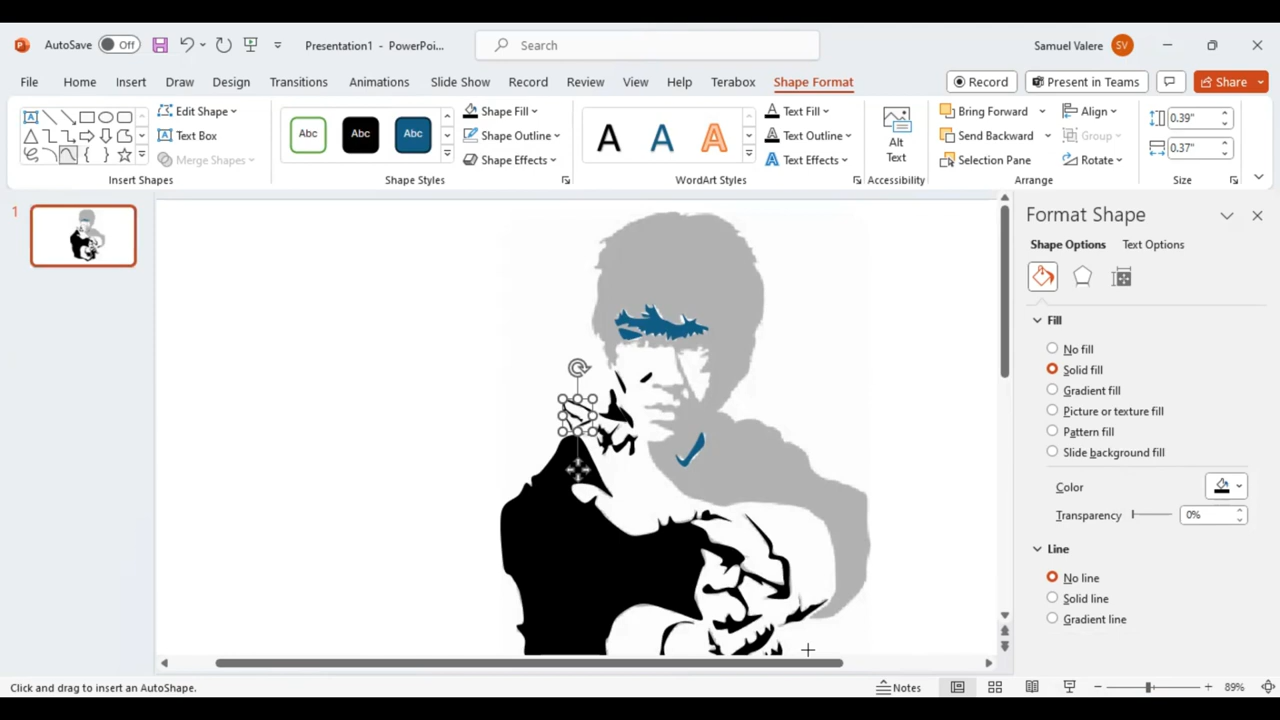 AutoSave Off Presentation1 - PowerPoi... Search Samuel Valere SV
File Home Insert Draw Design Transitions Animations Slide Show Record Review View Help Terabox Shape Format Record Present in Teams Share
Edit Shape
Text Box
Merge Shapes
Insert Shapes
Abc Abc Abc
Shape Fill
Shape Outline
Shape Effects
Shape Styles
A A A
Text Fill
Text Outline
Text Effects
WordArt Styles
Alt
Text
Accessibility
Bring Forward
Send Backward
Selection Pane
Align
Group
Rotate
Arrange
0.39"
0.37"
Size
1
Format Shape
Shape Options Text Options
Fill
No fill
Solid fill
Gradient fill
Picture or texture fill
Pattern fill
Slide background fill
Color
Transparency 0%
Line
No line
Solid line
Gradient line
Click and drag to insert an AutoShape. Notes 89%